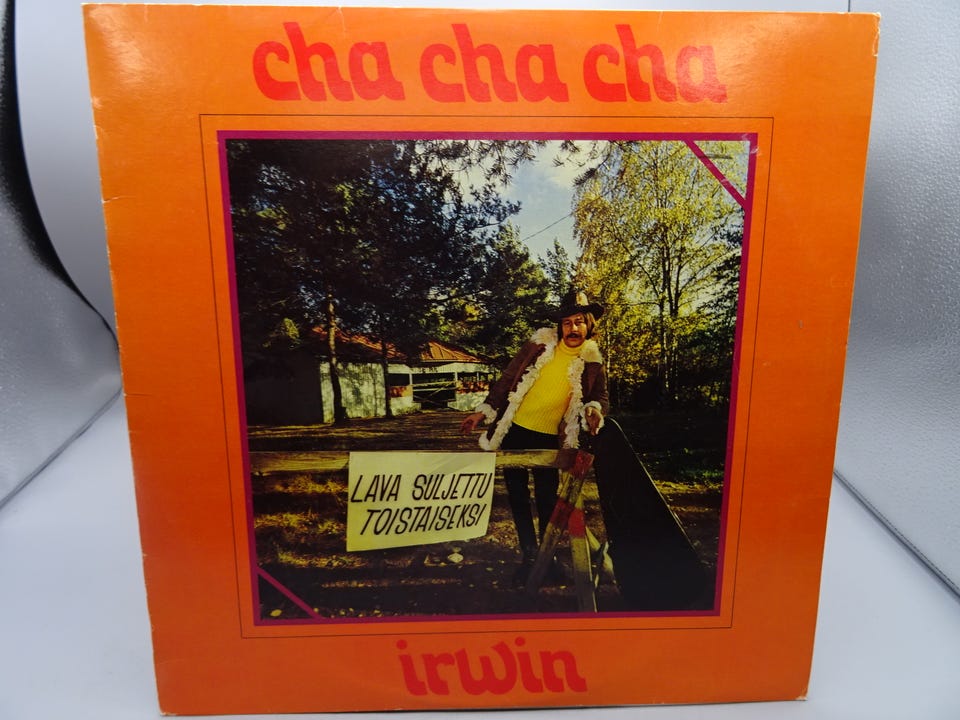 cha cha cha
LAVA SULJETTU
TOISTAISEKSI
irwin